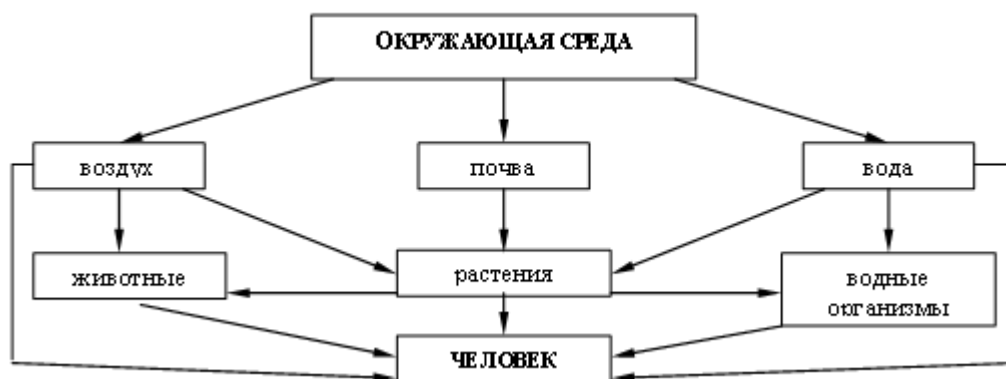 ОКРУЖАЮЩАЯ СРЕДА
воздух
почва
вода
животные
растения
водные
организмы
ЧЕЛОВЕК